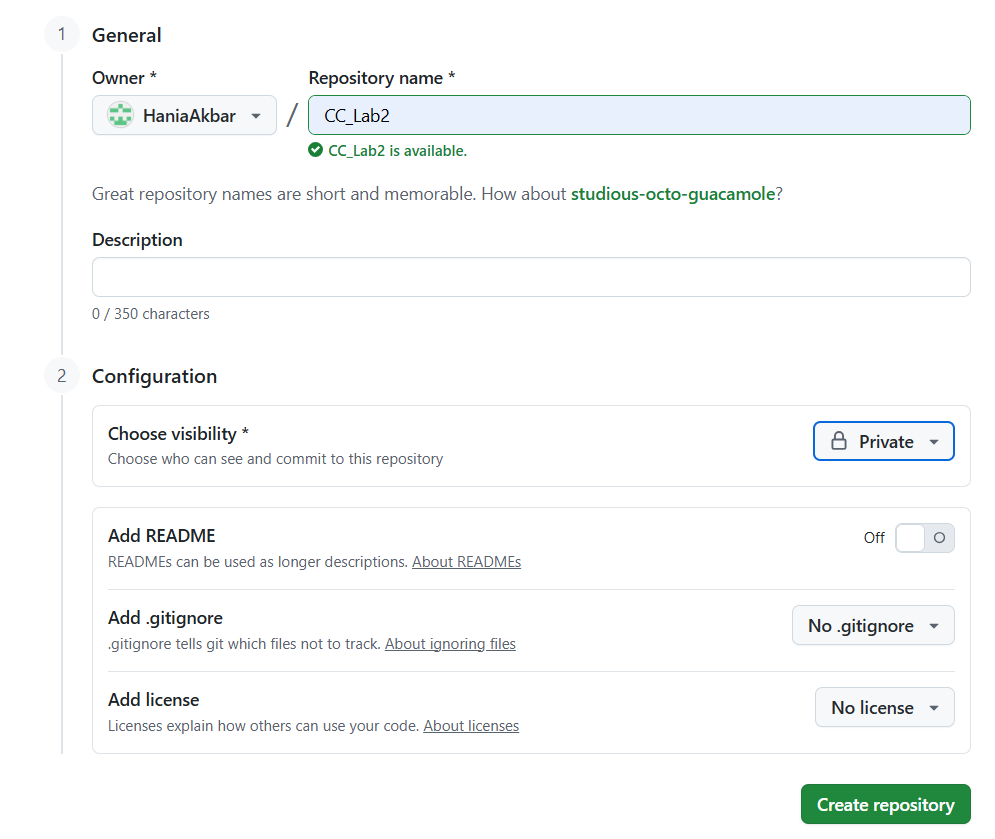 1 General
Owner * Repository name *
HaniaAkbar / CC_Lab2
CC_Lab2 is available.
Great repository names are short and memorable. How about studious-octo-guacamole?
Description
0 / 350 characters
2 Configuration
Choose visibility *
Choose who can see and commit to this repository
Private
Add README
READMEs can be used as longer descriptions. About READMEs
Off
Add .gitignore
.gitignore tells git which files not to track. About ignoring files
No .gitignore
Add license
Licenses explain how others can use your code. About licenses
No license
Create repository